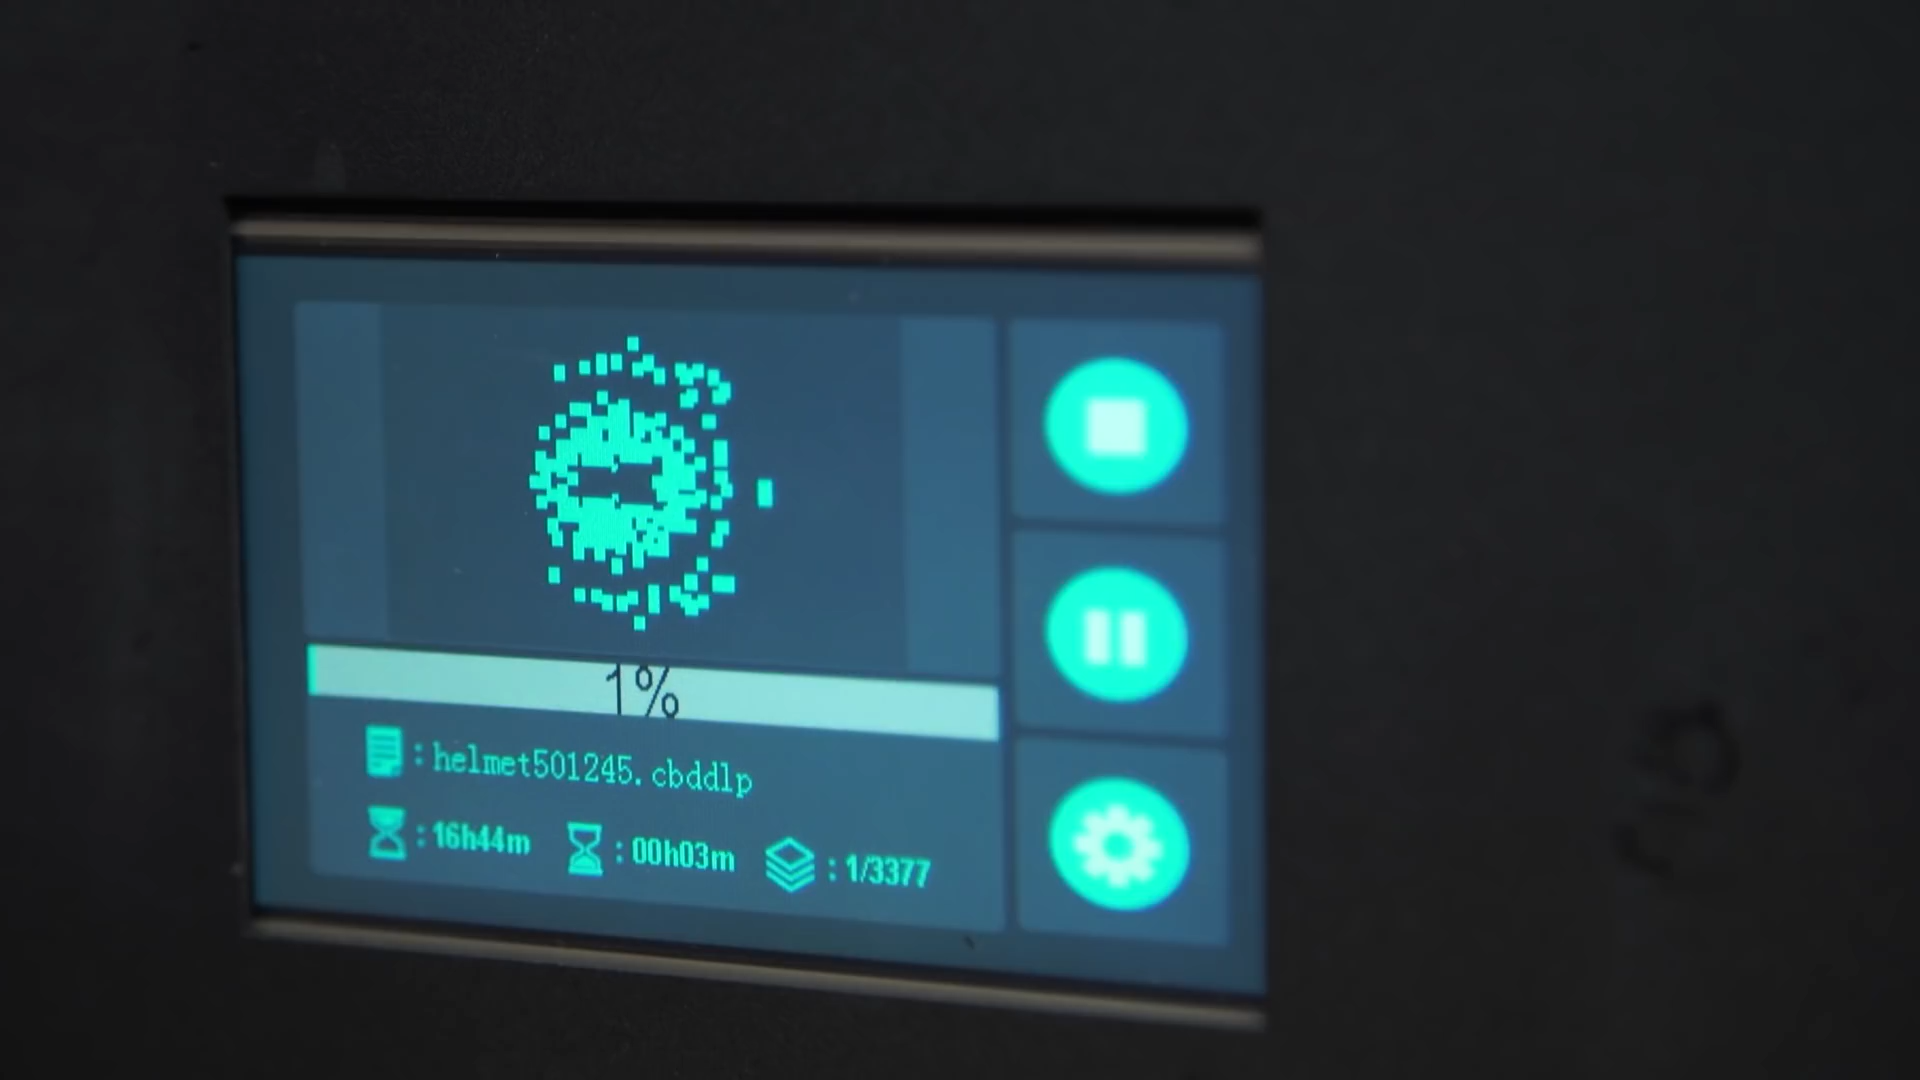 1%
: helmet501245.cbddlp
: 16h44m : 00h03m : 1/3377